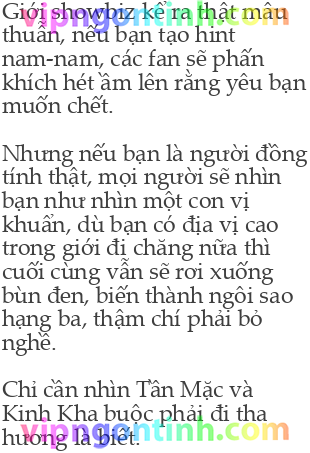 Giới showbiz kể ra thật mâu
thuẫn, nếu bạn tạo hint
nam-nam, các fan sẽ phấn
khích hét ầm lên rằng yêu bạn
muốn chết.
Nhưng nếu bạn là người đồng
tính thật, mọi người sẽ nhìn
bạn như nhìn một con vi
khuẩn, dù bạn có địa vị cao
trong giới đi chăng nữa thì
cuối cùng vẫn sẽ rơi xuống
bùn đen, biến thành ngôi sao
hạng ba, thậm chí phải bỏ
nghề.
Chỉ cần nhìn Tần Mặc và
Kinh Kha buộc phải đi tha
hương là biết.
vipngontinh.com
vipngontinh.com
vipngontinh.com